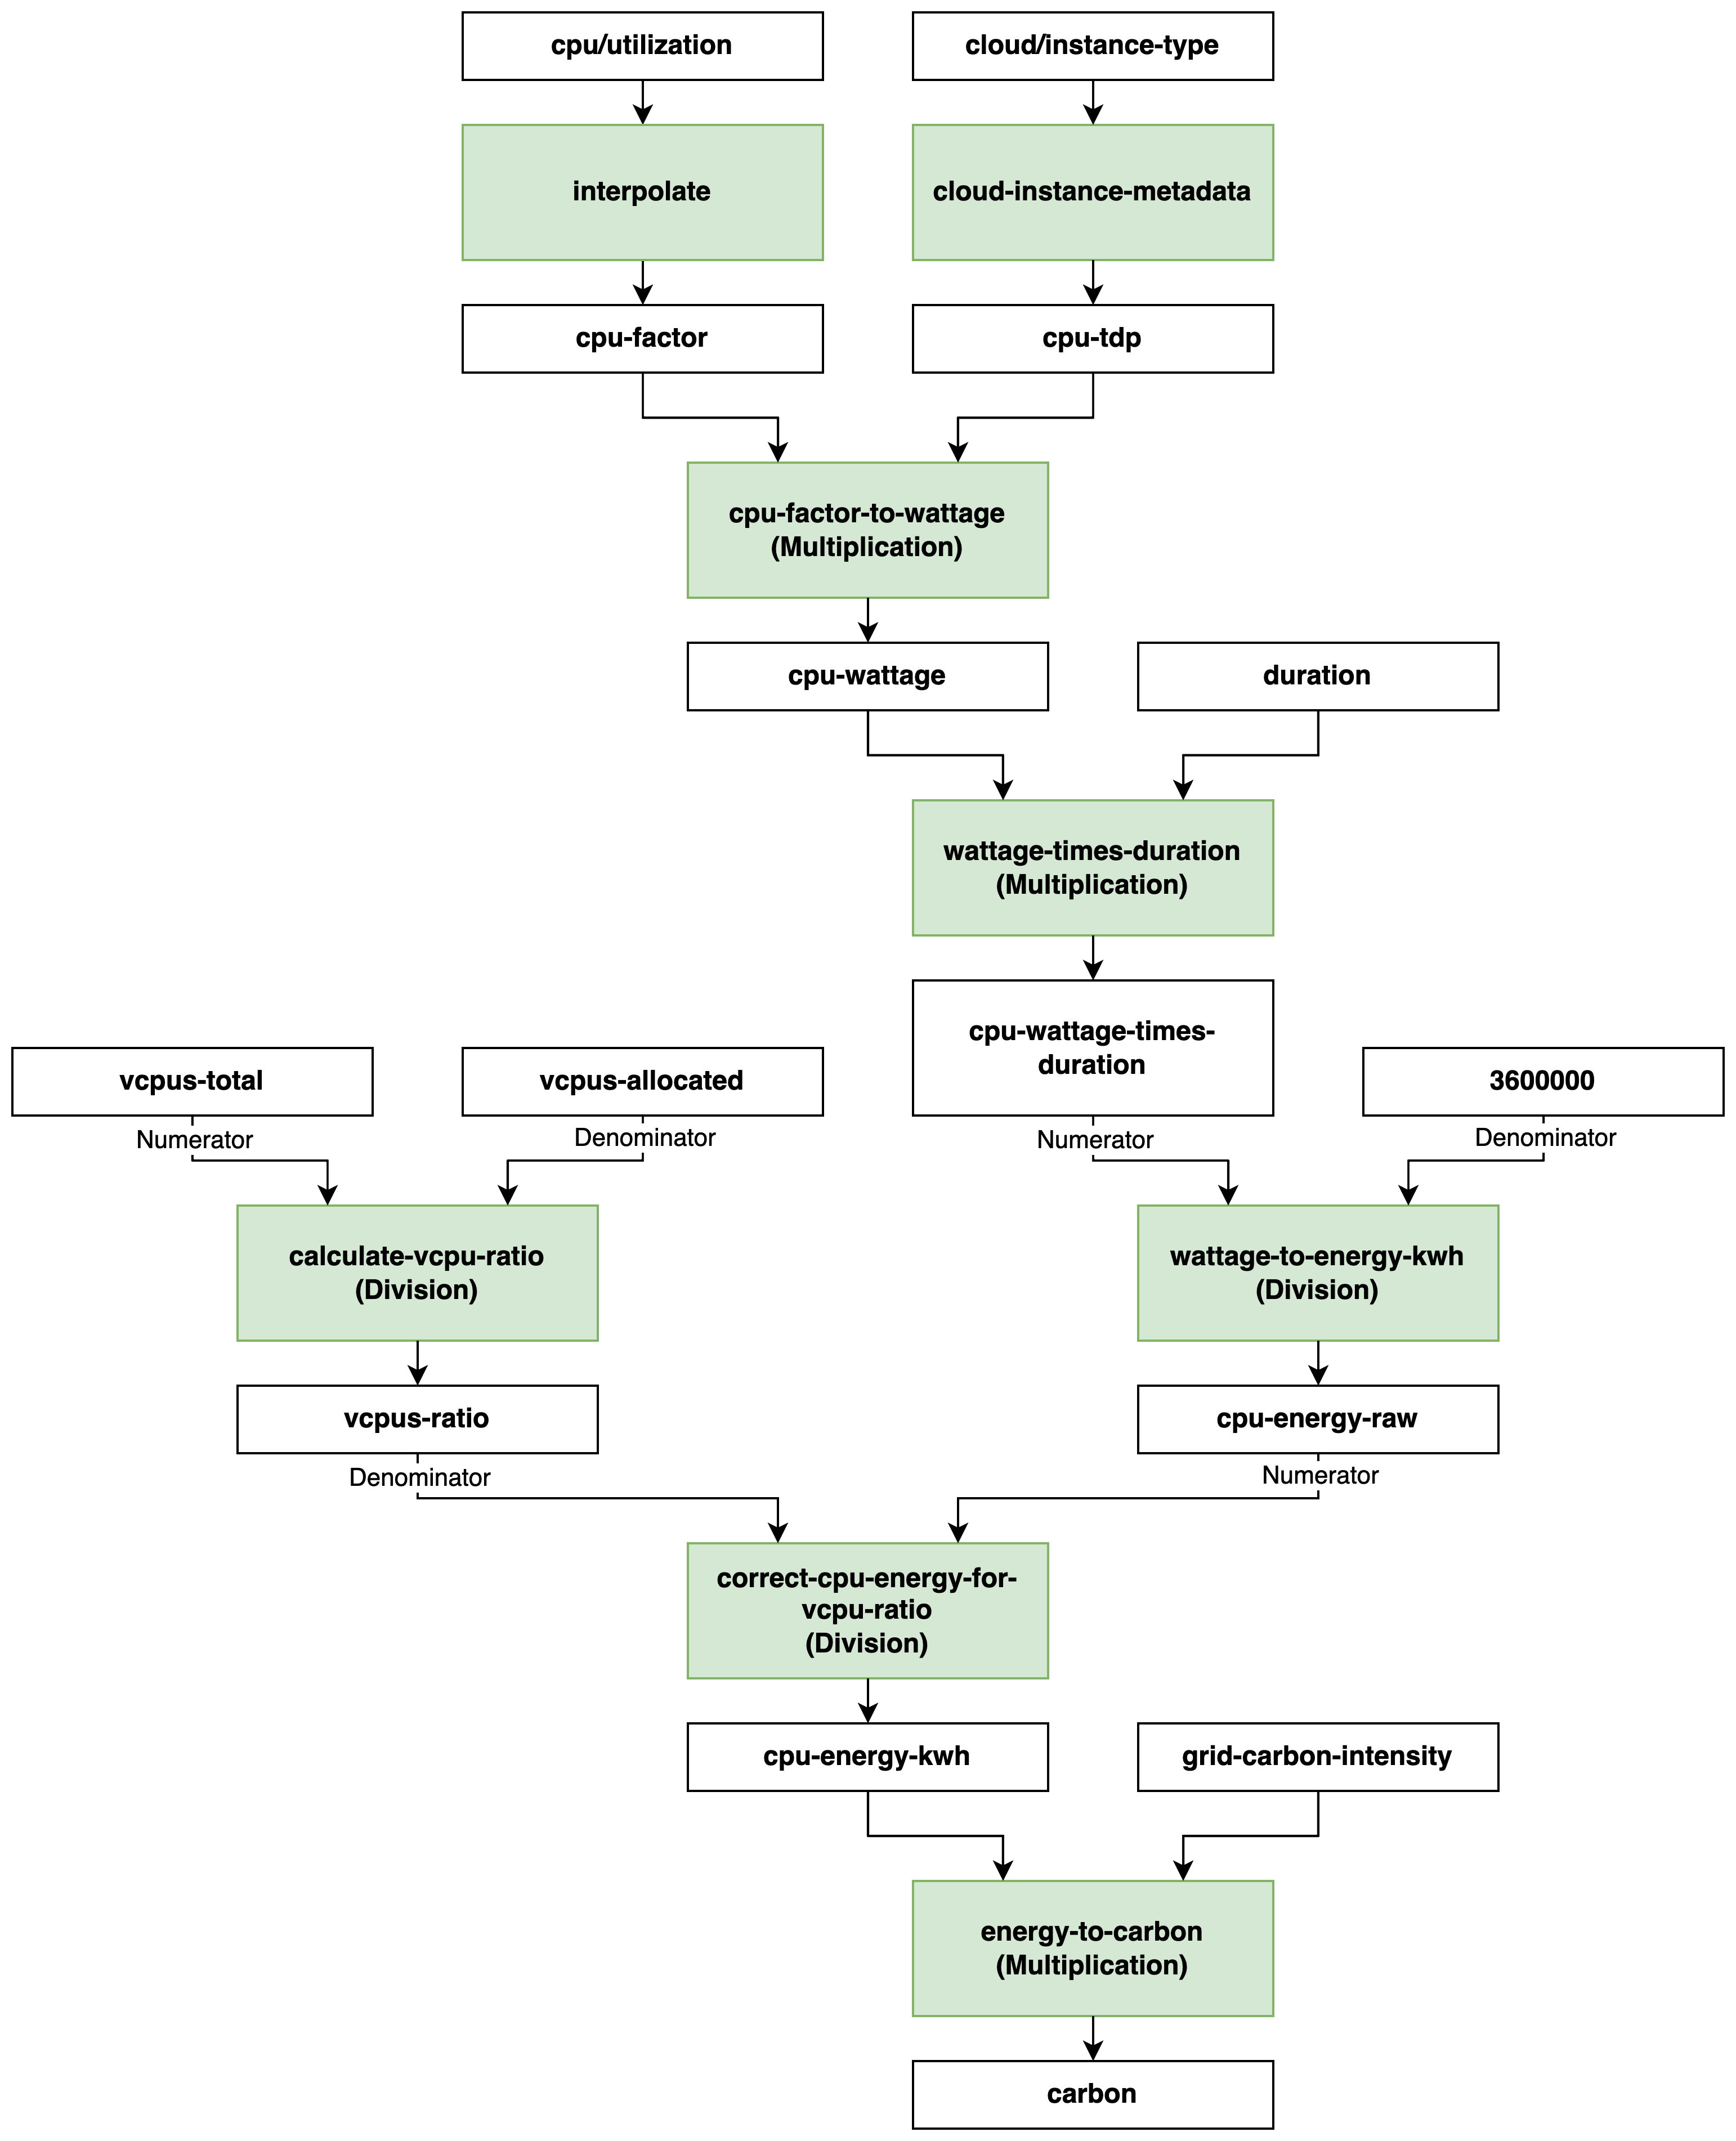 cpu/utilization
cloud/instance-type
interpolate
cloud-instance-metadata
cpu-factor
cpu-tdp
cpu-factor-to-wattage
(Multiplication)
cpu-wattage
duration
wattage-times-duration
(Multiplication)
cpu-wattage-times-
duration
vcpus-total
vcpus-allocated
3600000
Numerator
Denominator
Numerator
Denominator
calculate-vcpu-ratio
(Division)
wattage-to-energy-kwh
(Division)
vcpus-ratio
cpu-energy-raw
Denominator
Numerator
correct-cpu-energy-for-
vcpu-ratio
(Division)
cpu-energy-kwh
grid-carbon-intensity
energy-to-carbon
(Multiplication)
carbon